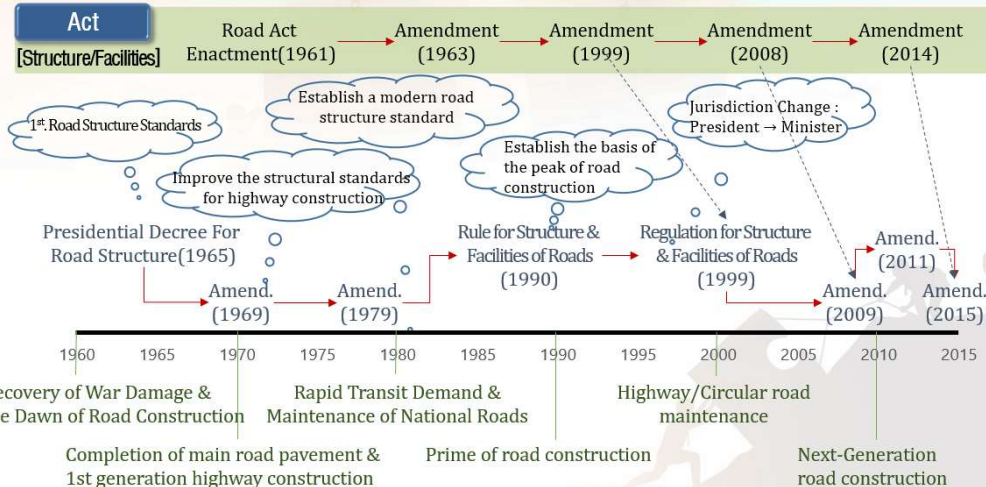 Act
[Structure/Facilities]
Road Act
Enactment(1961)
Amendment
(1963)
Amendment
(1999)
Amendment
(2008)
Amendment
(2014)
1st. Road Structure Standards
Establish a modern road
structure standard
Improve the structural standards
for highway construction
Establish the basis of
the peak of road
construction
Jurisdiction Change :
President → Minister
Presidential Decree For
Road Structure(1965)
Amend.
(1969)
Amend.
(1979)
Rule for Structure &
Facilities of Roads
(1990)
Regulation for Structure
& Facilities of Roads
(1999)
Amend.
(2009)
Amend.
(2011)
Amend.
(2015)
1960 1965 1970 1975 1980 1985 1990 1995 2000 2005 2010 2015
ecovery of War Damage &
e Dawn of Road Construction
Completion of main road pavement &
1st generation highway construction
Rapid Transit Demand &
Maintenance of National Roads
Prime of road construction
Highway/Circular road
maintenance
Next-Generation
road construction